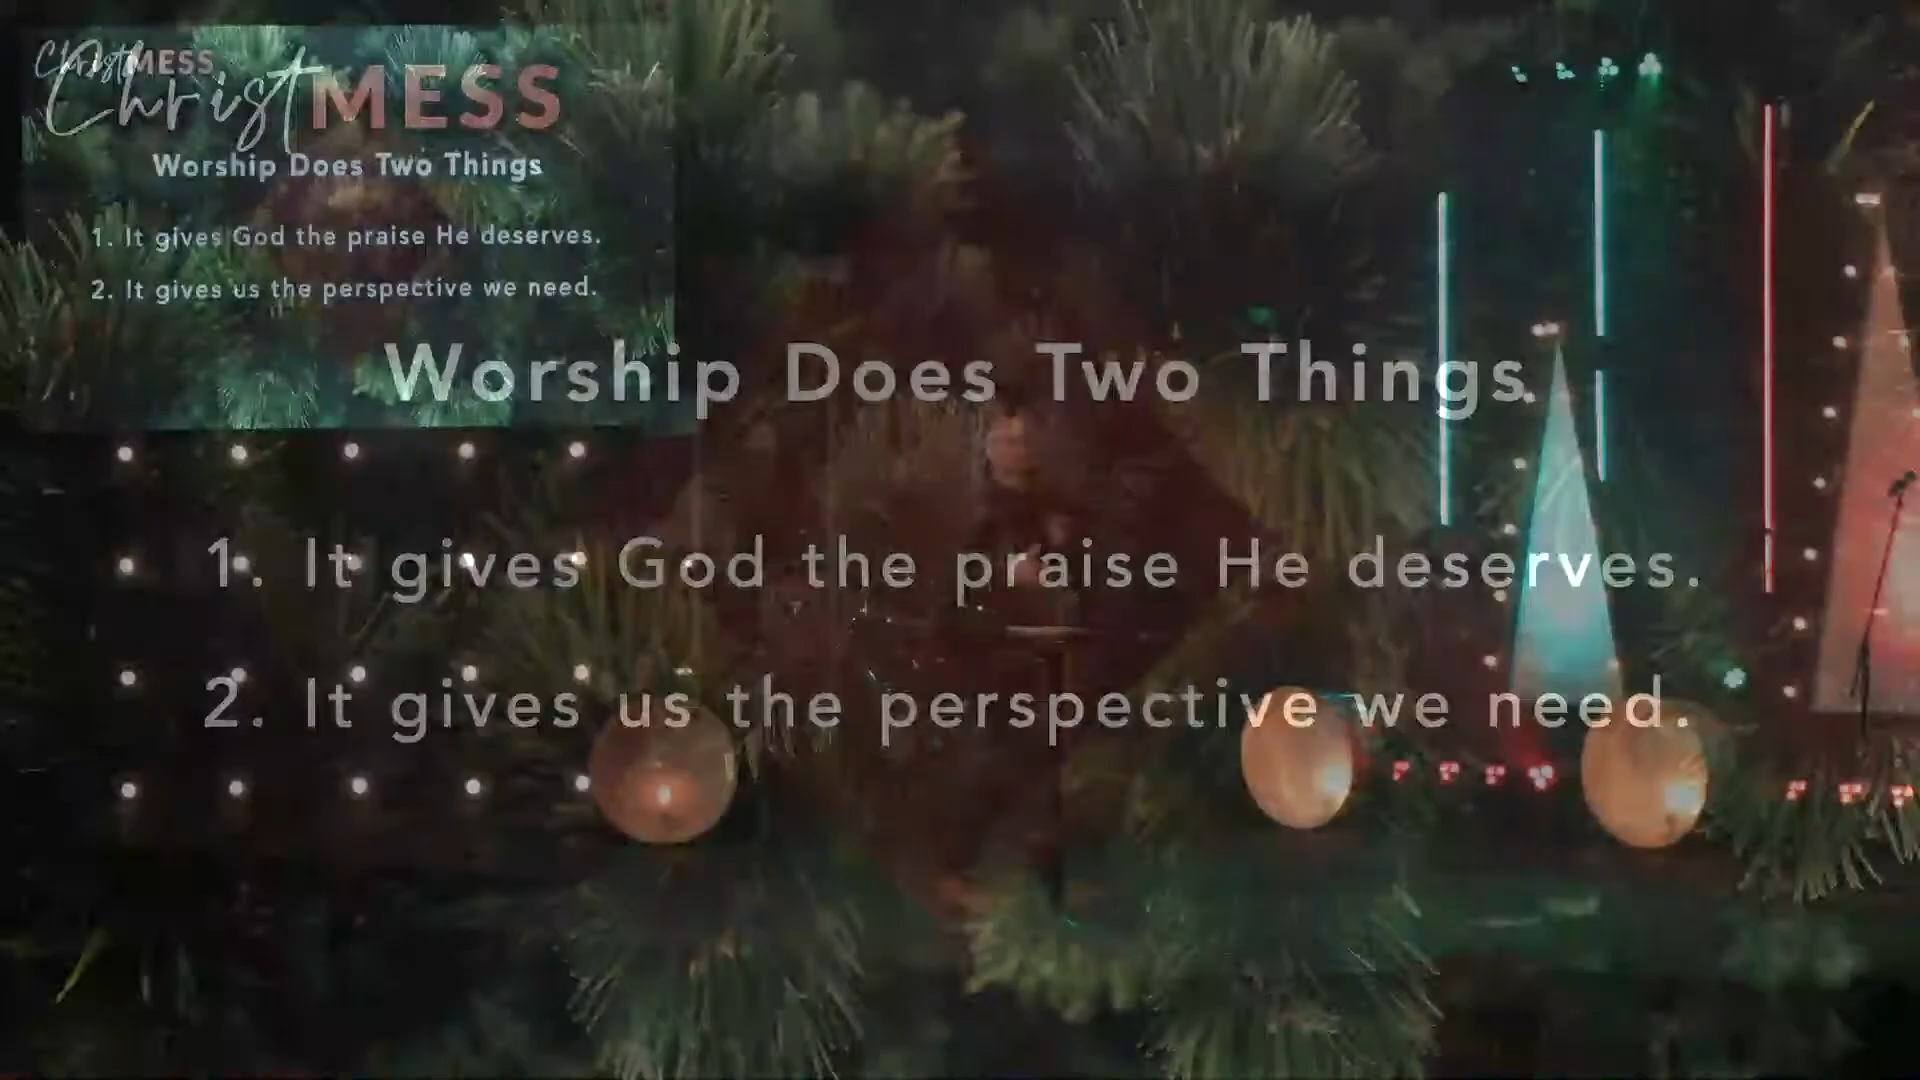 ChristMESS
ChristMESS
Worship Does Two Things
1. It gives God the praise He deserves.
2. It gives us the perspective we need.
Worship Does Two Things
1. It gives God the praise He deserves.
2. It gives us the perspective we need.